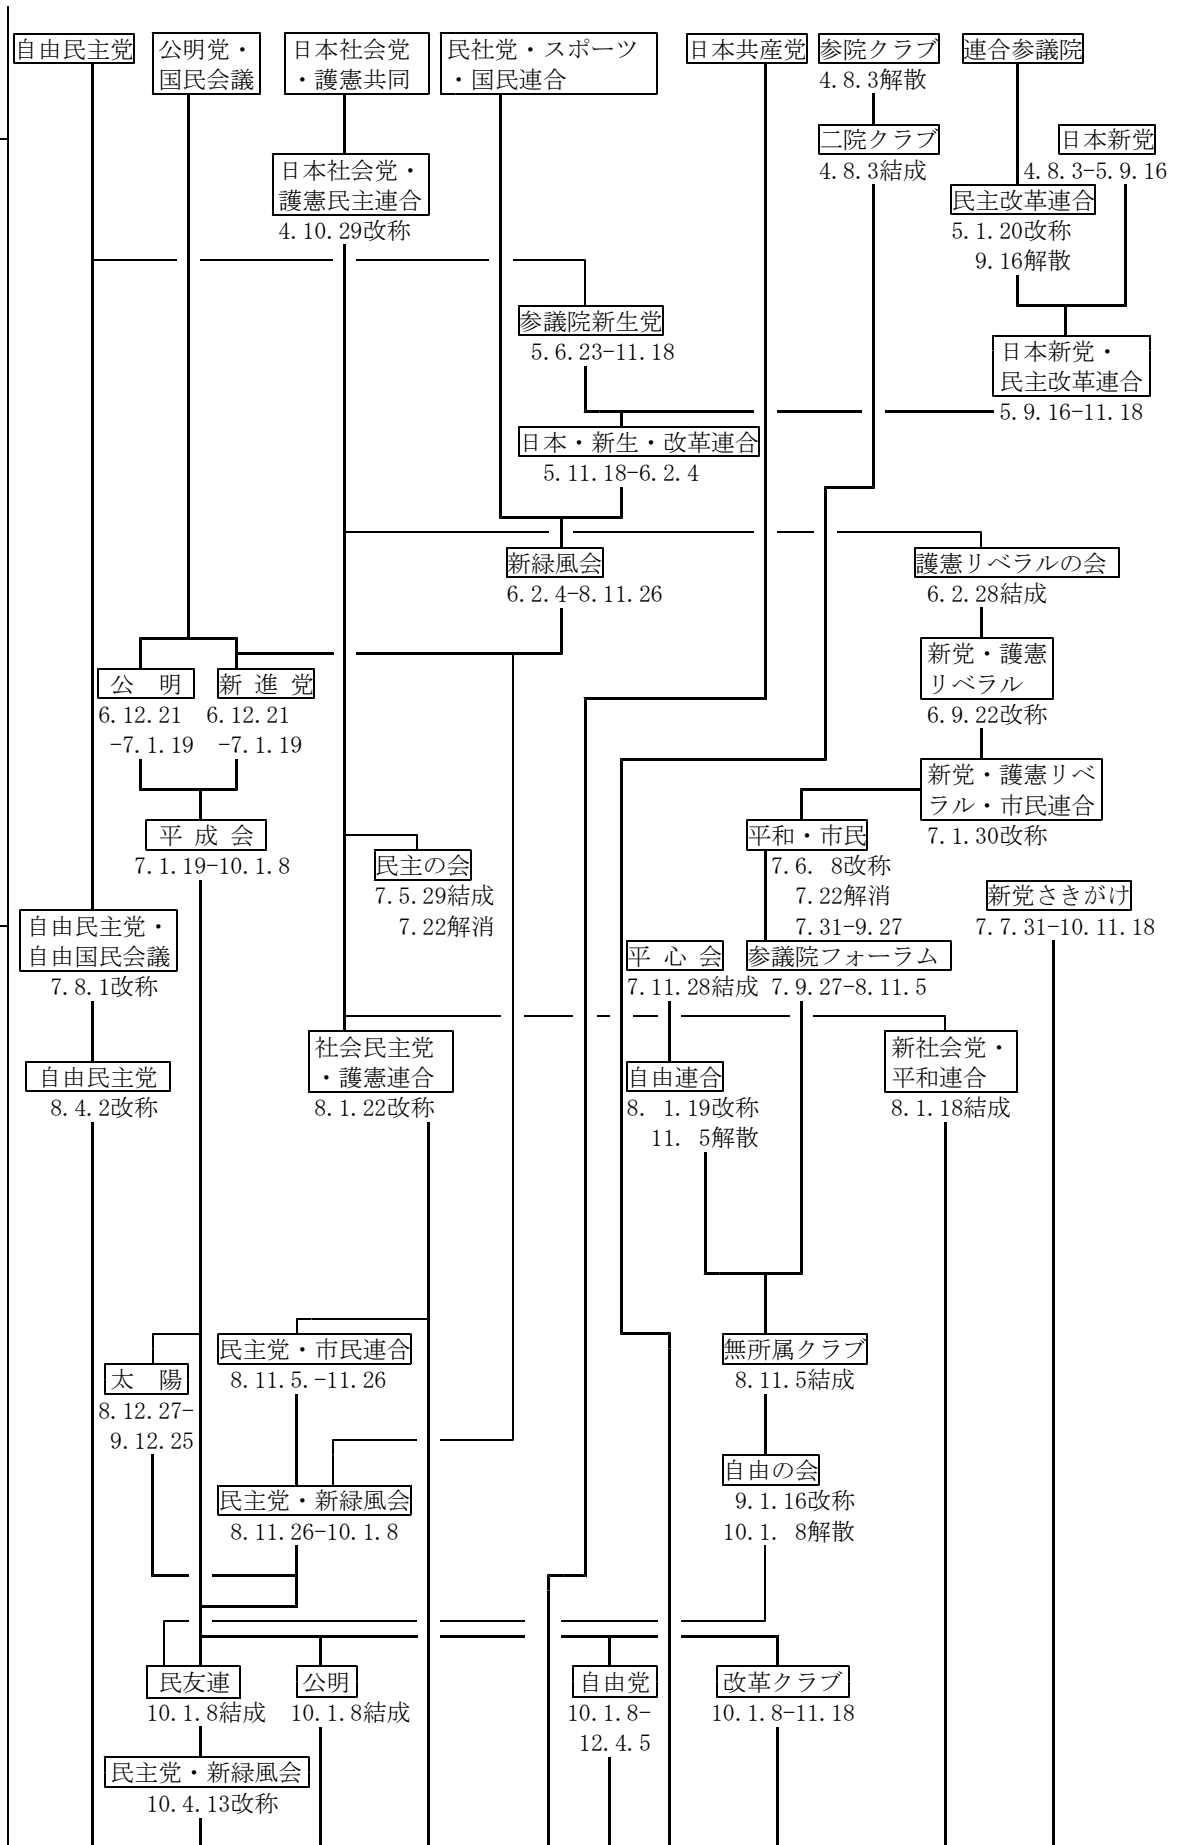 自由民主党
公明党・
国民会議
日本社会党
・護憲共同
民社党・スポーツ
・国民連合
日本共産党
参院クラブ
4.8.3解散
連合参議院
二院クラブ
4.8.3結成
日本新党
4.8.3-5.9.16
日本社会党・
護憲民主連合
4.10.29改称
民主改革連合
5.1.20改称
9.16解散
参議院新生党
5.6.23-11.18
日本新党・
民主改革連合
5.9.16-11.18
日本・新生・改革連合
5.11.18-6.2.4
新緑風会
6.2.4-8.11.26
護憲リベラルの会
6.2.28結成
新党・護憲
リベラル
6.9.22改称
公　明
6.12.21
-7.1.19
新 進 党
6.12.21
-7.1.19
新党・護憲リベ
ラル・市民連合
7.1.30改称
平 成 会
7.1.19-10.1.8
民主の会
7.5.29結成
7.22解消
平和・市民
7.6. 8改称
7.22解消
7.31-9.27
新党さきがけ
7.7.31-10.11.18
自由民主党・
自由国民会議
7.8.1改称
平 心 会
7.11.28結成
参議院フォーラム
7.9.27-8.11.5
社会民主党
・護憲連合
8.1.22改称
新社会党・
平和連合
8.1.18結成
自由民主党
8.4.2改称
自由連合
8. 1.19改称
11. 5解散
民主党・市民連合
8.11.5.-11.26
無所属クラブ
8.11.5結成
太　陽
8.12.27-
9.12.25
自由の会
9.1.16改称
10.1. 8解散
民主党・新緑風会
8.11.26-10.1.8
民友連
10.1.8結成
公明
10.1.8結成
自由党
10.1.8-
12.4.5
改革クラブ
10.1.8-11.18
民主党・新緑風会
10.4.13改称